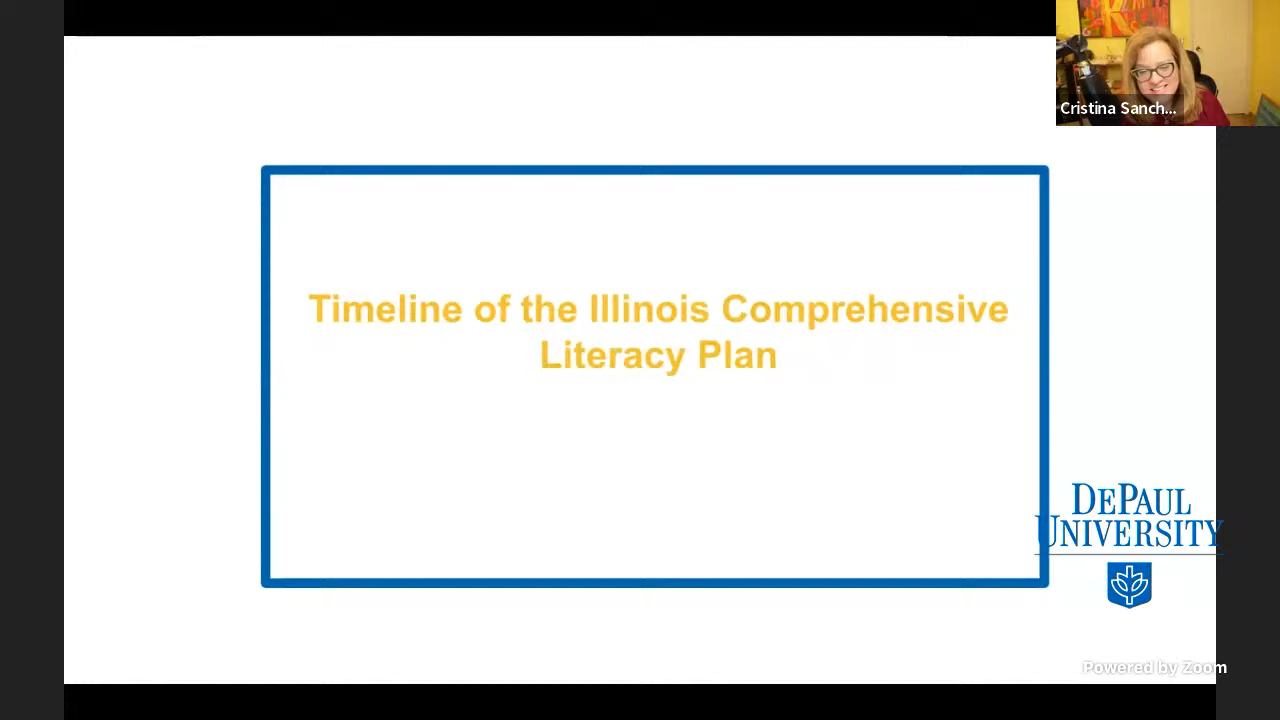 Cristina Sanch...
Timeline of the Illinois Comprehensive
Literacy Plan
DEPAUL
UNIVERSITY
Powered by Zoom